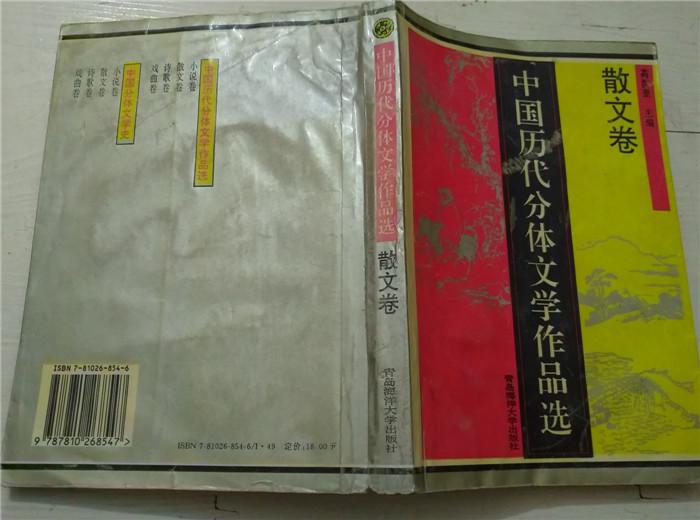 中国历代分体文学作品选
小说卷
散文卷
诗歌卷
戏曲卷
中国分体文学史
小说卷
散文卷
诗歌卷
戏曲卷
ISBN 7-81026-854-6
9 787810 268547 >
ISBN 7-81026-854-6/I·49 定价:18.00元
中国历代分体文学作品选
散文卷
青岛海洋大学出版社
主编
散文卷
中国历代分体文学作品选
青岛海洋大学出版社